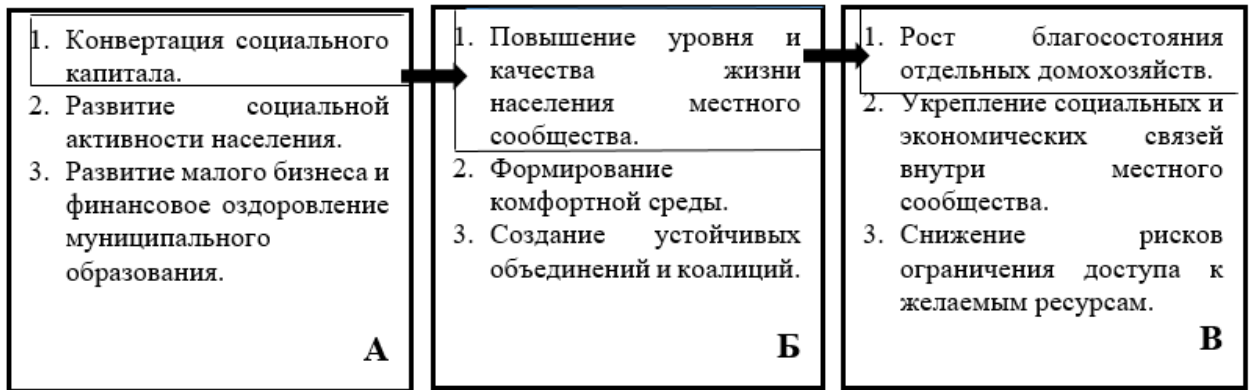 1. Конвертация социального
капитала.
2. Развитие социальной
активности населения.
3. Развитие малого бизнеса и
финансовое оздоровление
муниципального
образования.
А
1. Повышение уровня и
качества жизни
населения местного
сообщества.
2. Формирование
комфортной среды.
3. Создание устойчивых
объединений и коалиций.
Б
1. Рост благосостояния
отдельных домохозяйств.
2. Укрепление социальных и
экономических связей
внутри местного
сообщества.
3. Снижение рисков
ограничения доступа к
желаемым ресурсам.
В